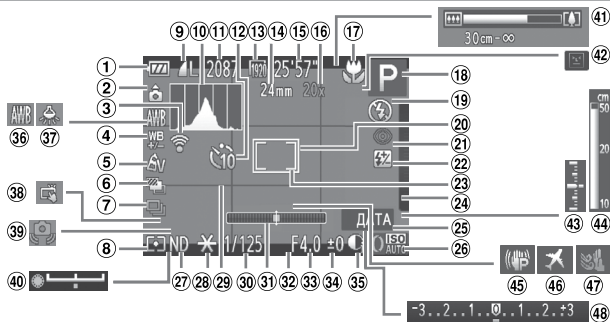 ⑨ ⑩ ⑪ ⑫ ⑬ ⑭ ⑮ ⑯ ⑰
30cm-∞
㊶
① 2087 1920 25'57" P ⑱ ㊷
② 24mm 20x
③ ⑲
AWB AWB ④ WB +/- 10 ⑳
㊱ ㊲ ㉑
⑤ V ㉒
⑥ ㉓
㊳ ⑦ ㉔
㊴ ДАТА ㉕
⑧ ND 1/125 F4.0 ±0 ISO AUTO ㉖
cm
50
20
10
㊸ ㊹
㊵ ㉗ ㉘ ㉙ ㉚ ㉛ ㉜ ㉝ ㉞ ㉟
P
㊺ ㊻ ㊼
-3..2..1..0..1..2..+3 ㊽